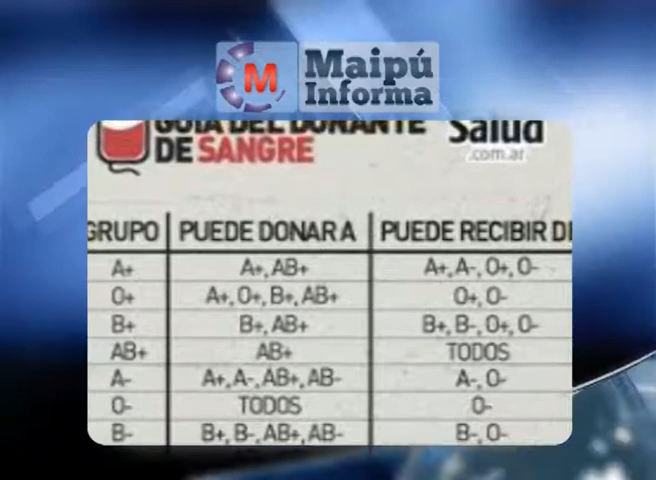 Maipú
Informa
GUIA DEL DONANTE
DE SANGRE
Salud
.com.ar
GRUPO PUEDE DONAR A PUEDE RECIBIR DE
A+ A+, AB+ A+, A-, O+, O-
O+ A+, O+, B+, AB+ O+, O-
B+ B+, AB+ B+, B-, O+, O-
AB+ AB+ TODOS
A- A+, A-, AB+, AB- A-, O-
O- TODOS O-
B- B+, B-, AB+, AB- B-, O-